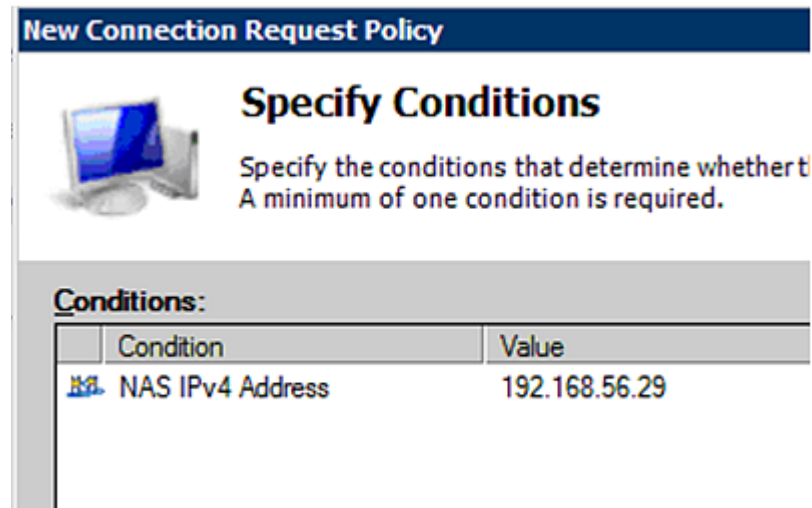 New Connection Request Policy
Specify Conditions
Specify the conditions that determine whether
A minimum of one condition is required.
Conditions:
Condition Value
NAS IPv4 Address 192.168.56.29